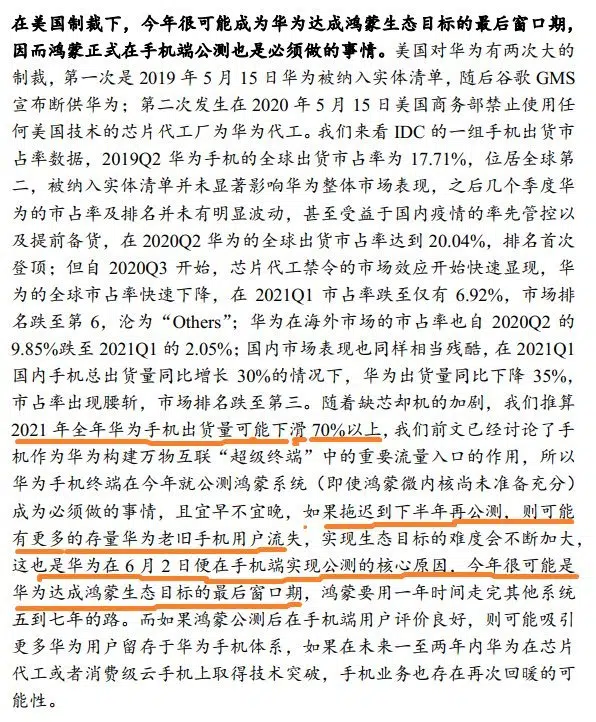 在美国制裁下，今年很可能成为华为达成鸿蒙生态目标的最后窗口期，
因而鸿蒙正式在手机端公测也是必须做的事情。美国对华为有两次大的
制裁，第一次是 2019 年 5 月 15 日华为被纳入实体清单，随后谷歌 GMS
宣布断供华为；第二次发生在 2020 年 5 月 15 日美国商务部禁止使用任
何美国技术的芯片代工厂为华为代工。我们来看 IDC 的一组手机出货市
占率数据，2019Q2 华为手机的全球出货市占率为 17.71%，位居全球第
二，被纳入实体清单并未显著影响华为整体市场表现，之后几个季度华
为的市占率及排名并未有明显波动，甚至受益于国内疫情的率先管控以
及提前备货，在 2020Q2 华为的全球出货市占率达到 20.04%，排名首次
登顶；但自 2020Q3 开始，芯片代工禁令的市场效应开始快速显现，华
为的全球市占率快速下降，在 2021Q1 市占率跌至仅有 6.92%，市场排
名跌至第 6，沦为“Others”；华为在海外市场的市占率也自 2020Q2 的
9.85%跌至 2021Q1 的 2.05%；国内市场表现也同样相当残酷，在 2021Q1
国内手机总出货量同比增长 30%的情况下，华为出货量同比下降 35%，
市占率出现腰斩，市场排名跌至第三。随着缺芯却机的加剧，我们推算
2021 年全年华为手机出货量可能下滑 70%以上，我们前文已经讨论了手
机作为华为构建万物互联“超级终端”中的重要流量入口的作用，所以
华为手机终端在今年就公测鸿蒙系统（即使鸿蒙微内核尚未准备充分）
成为必须做的事情，且宜早不宜晚，如果拖迟到下半年再公测，则可能
有更多的存量华为老旧手机用户流失，实现生态目标的难度会不断加大，
这也是华为在 6 月 2 日便在手机端实现公测的核心原因，今年很可能是
华为达成鸿蒙生态目标的最后窗口期，鸿蒙要用一年时间走完其他系统
五到七年的路。而如果鸿蒙公测后在手机端用户评价良好，则可能吸引
更多华为用户留存于华为手机体系，如果在未来一至两年内华为在芯片
代工或者消费级云手机上取得技术突破，手机业务也存在再次回暖的可
能性。